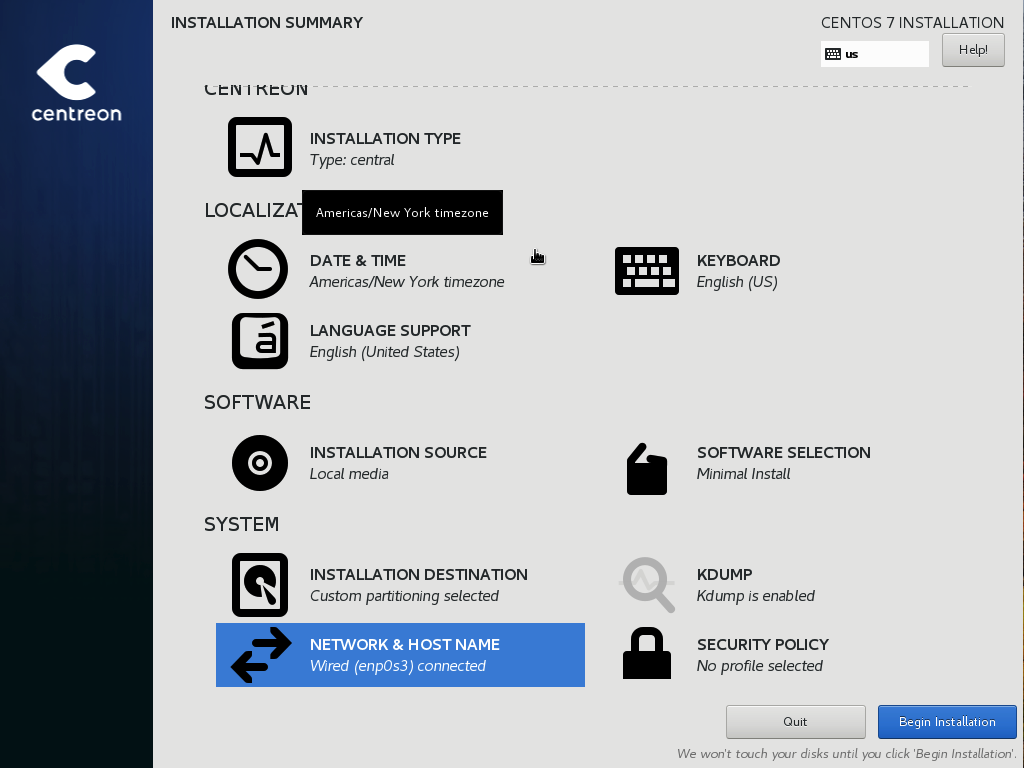 INSTALLATION SUMMARY
CENTOS 7 INSTALLATION
us
Help!
centreon
CENTREON
INSTALLATION TYPE
Type: central
LOCALIZAT
Americas/New York timezone
DATE & TIME
Americas/New York timezone
KEYBOARD
English (US)
LANGUAGE SUPPORT
English (United States)
SOFTWARE
INSTALLATION SOURCE
Local media
SOFTWARE SELECTION
Minimal Install
SYSTEM
INSTALLATION DESTINATION
Custom partitioning selected
KDUMP
Kdump is enabled
NETWORK & HOST NAME
Wired (enp0s3) connected
SECURITY POLICY
No profile selected
Quit
Begin Installation
We won't touch your disks until you click 'Begin Installation'.